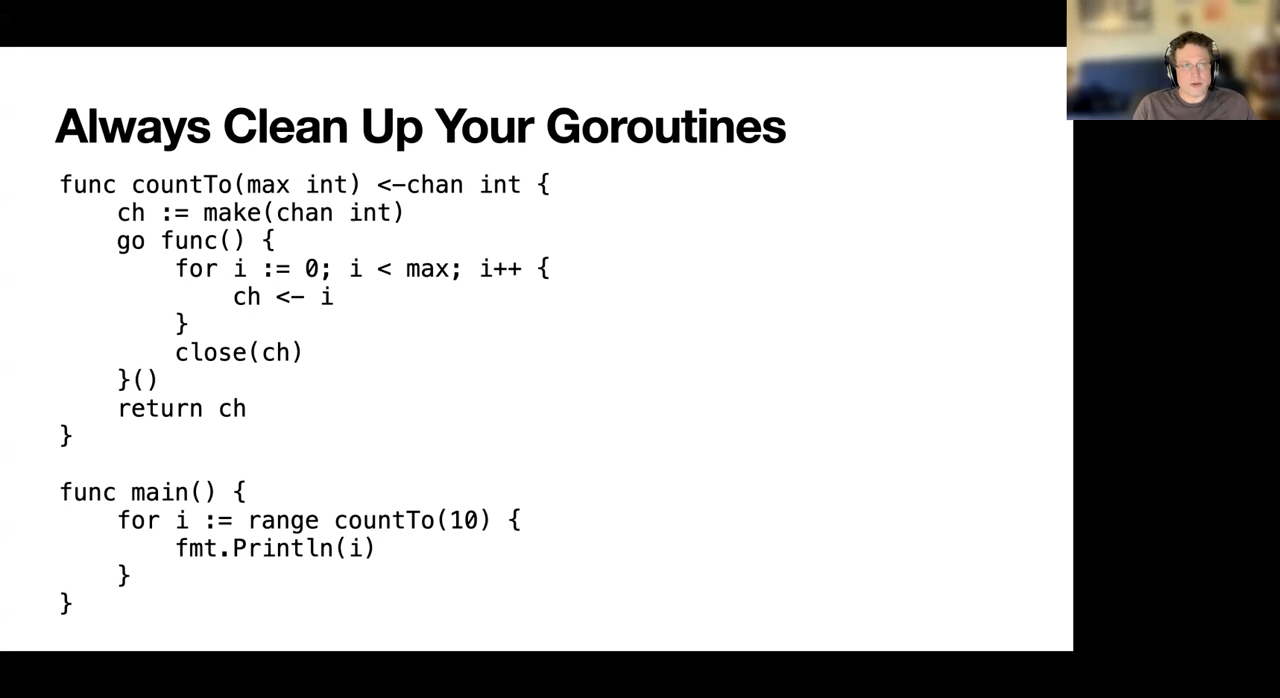 Always Clean Up Your Goroutines
func countTo(max int) <-chan int {
    ch := make(chan int)
    go func() {
        for i := 0; i < max; i++ {
            ch <- i
        }
        close(ch)
    }()
    return ch
}

func main() {
    for i := range countTo(10) {
        fmt.Println(i)
    }
}